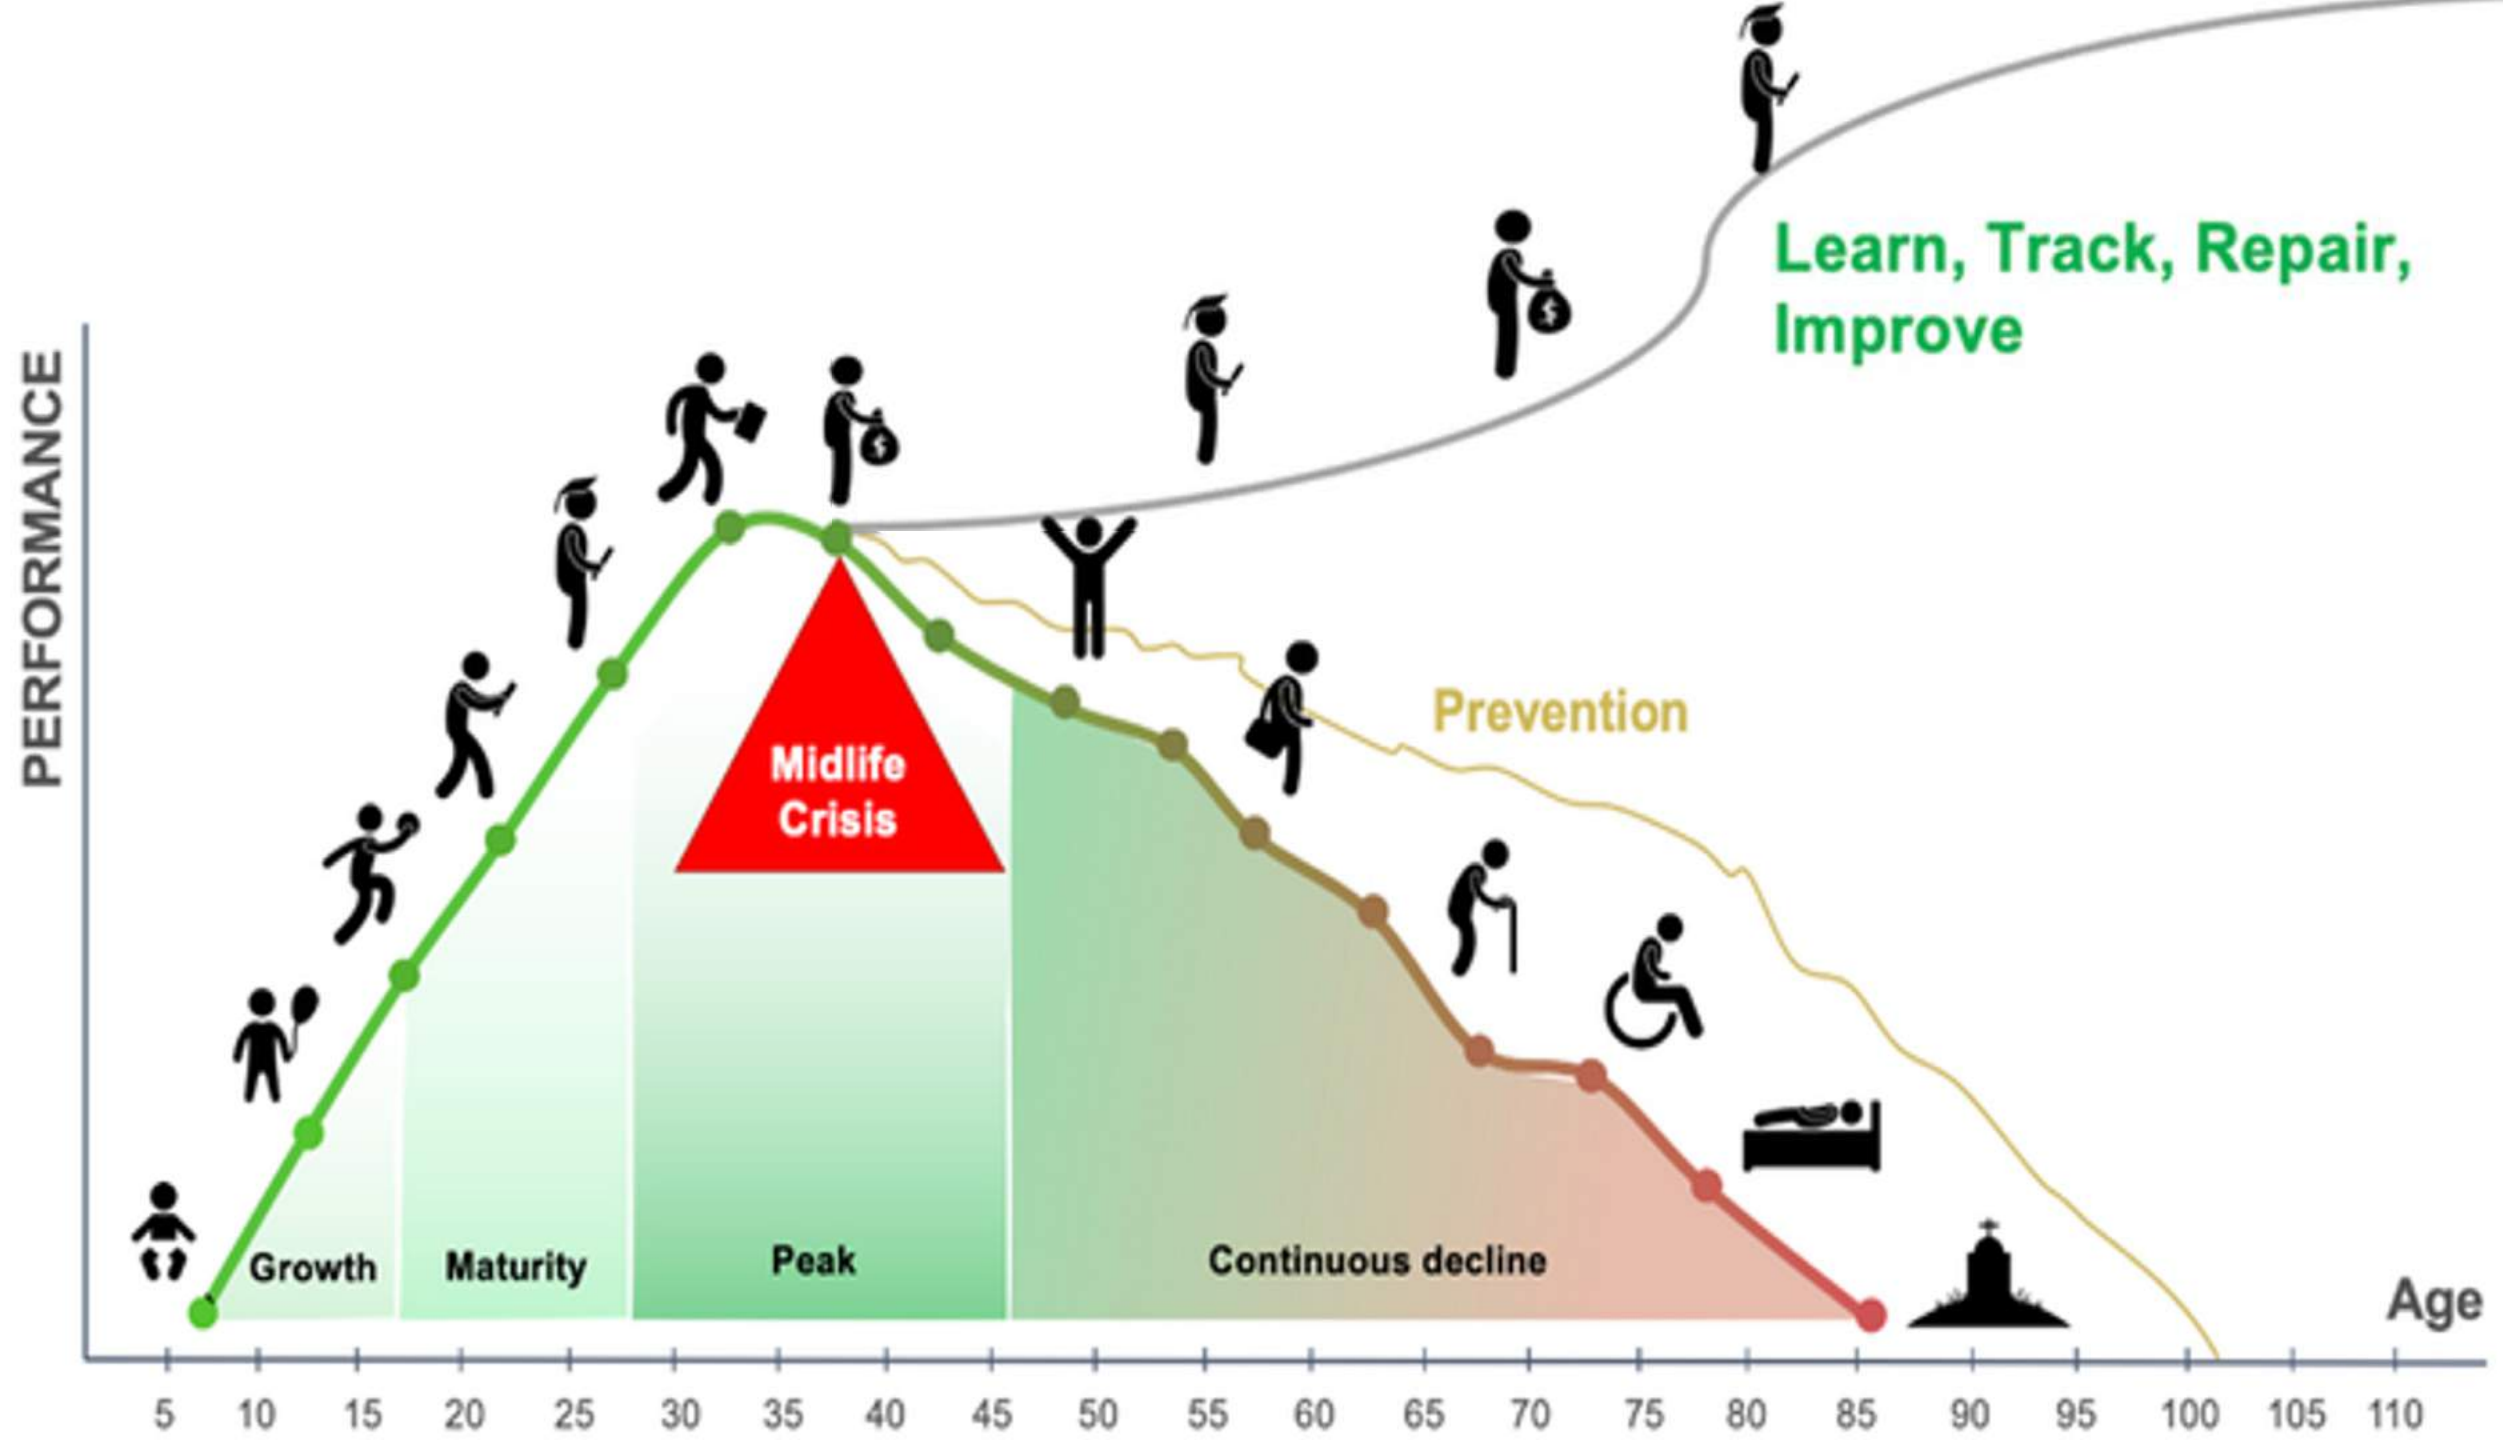 Learn, Track, Repair,
Improve
PERFORMANCE
Midlife
Crisis
Prevention
Growth
Maturity
Peak
Continuous decline
Age
5 10 15 20 25 30 35 40 45 50 55 60 65 70 75 80 85 90 95 100 105 110